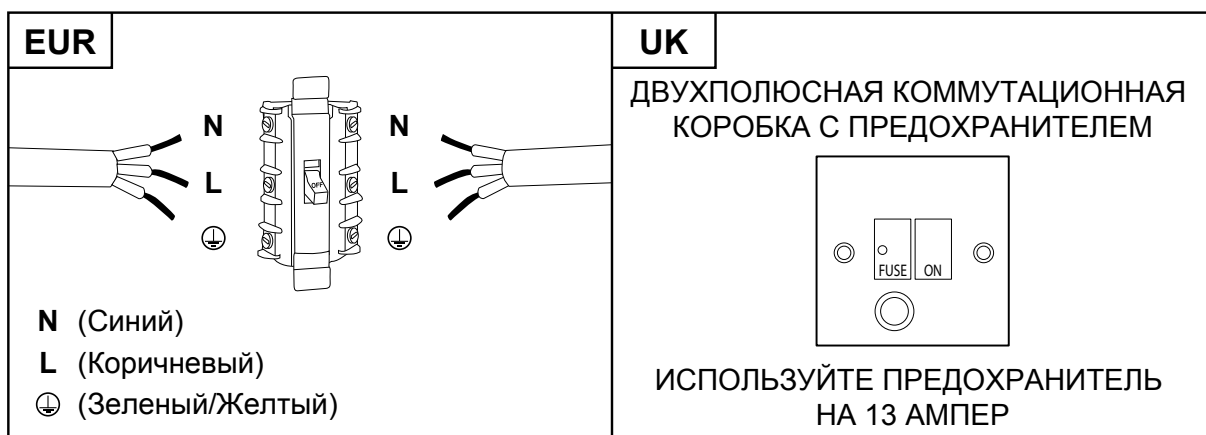 EUR
N
N
L
L
OFF
N (Синий)
L (Коричневый)
(Зеленый/Желтый)
UK
ДВУХПОЛЮСНАЯ КОММУТАЦИОННАЯ
КОРОБКА С ПРЕДОХРАНИТЕЛЕМ
FUSE
ON
ИСПОЛЬЗУЙТЕ ПРЕДОХРАНИТЕЛЬ
НА 13 АМПЕР